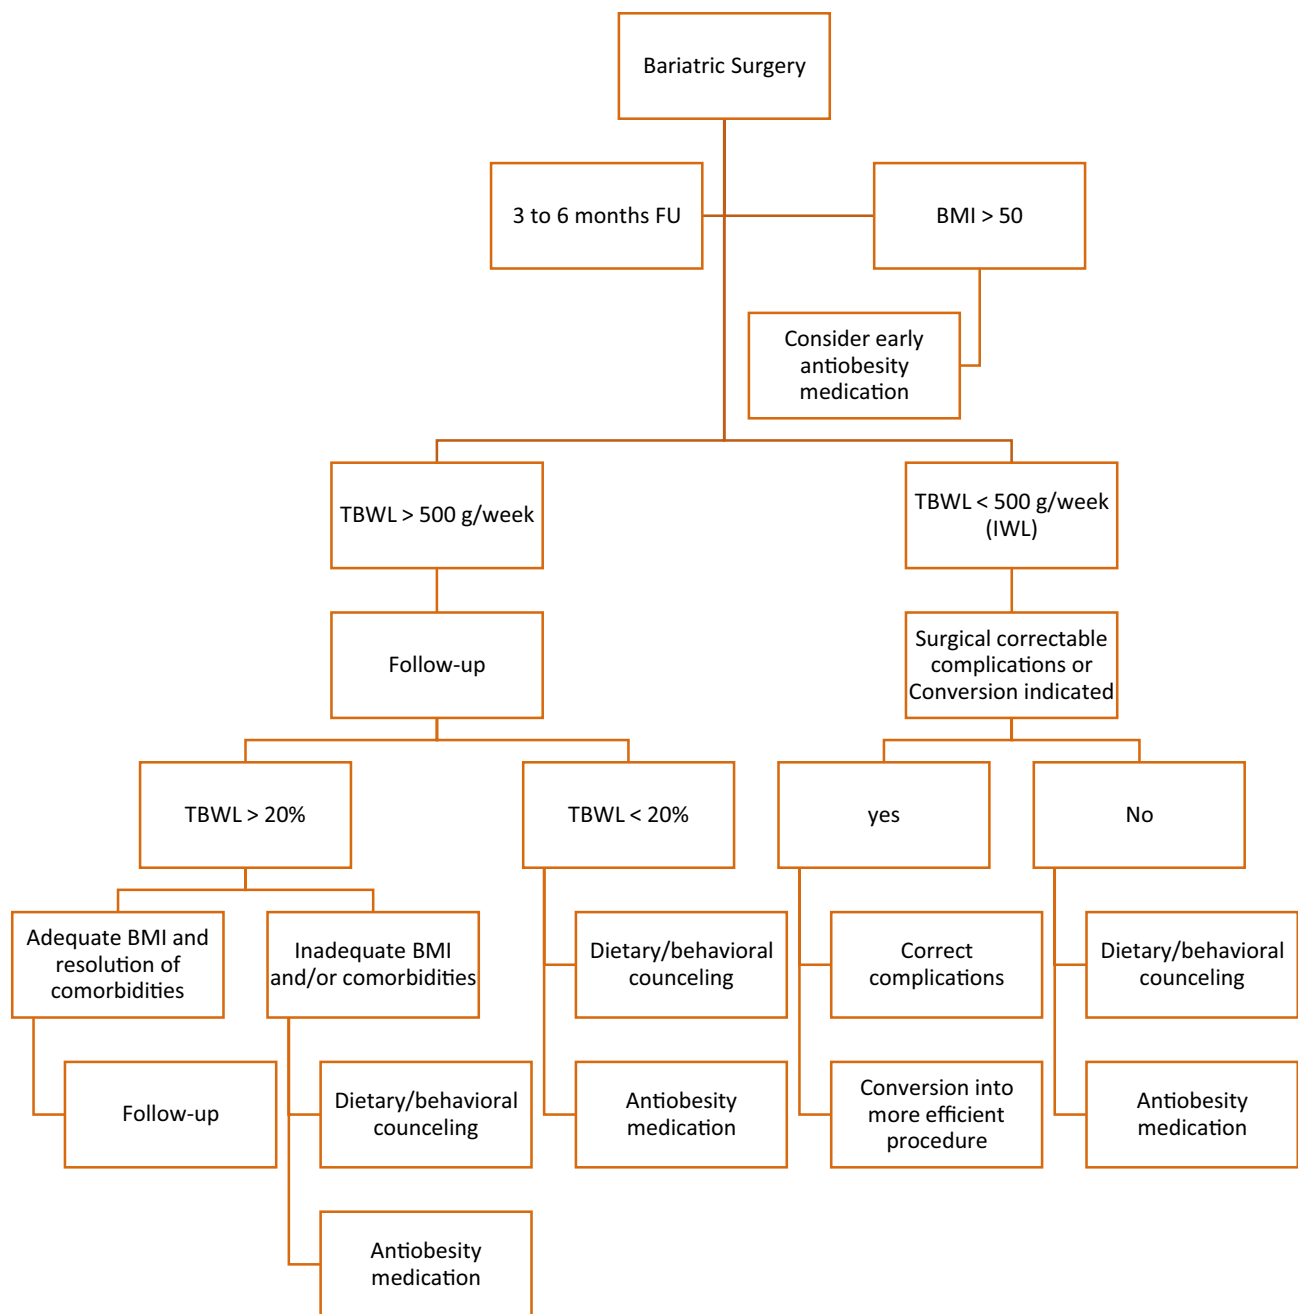 Bariatric Surgery
3 to 6 months FU
BMI > 50
Consider early
antiobesity
medication
TBWL > 500 g/week
TBWL < 500 g/week
(IWL)
Follow-up
Surgical correctable
complications or
Conversion indicated
TBWL > 20%
TBWL < 20%
yes
No
Adequate BMI and
resolution of
comorbidities
Inadequate BMI
and/or comorbidities
Dietary/behavioral
counceling
Correct
complications
Dietary/behavioral
counceling
Follow-up
Dietary/behavioral
counceling
Antiobesity
medication
Conversion into
more efficient
procedure
Antiobesity
medication
Antiobesity
medication